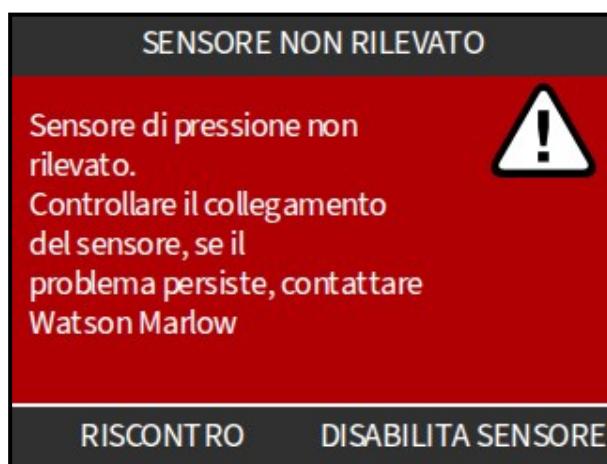 SENSORE NON RILEVATO
Sensore di pressione non
rilevato.
Controllare il collegamento
del sensore, se il
problema persiste, contattare
Watson Marlow
RISCONTRO DISABILITA SENSORE